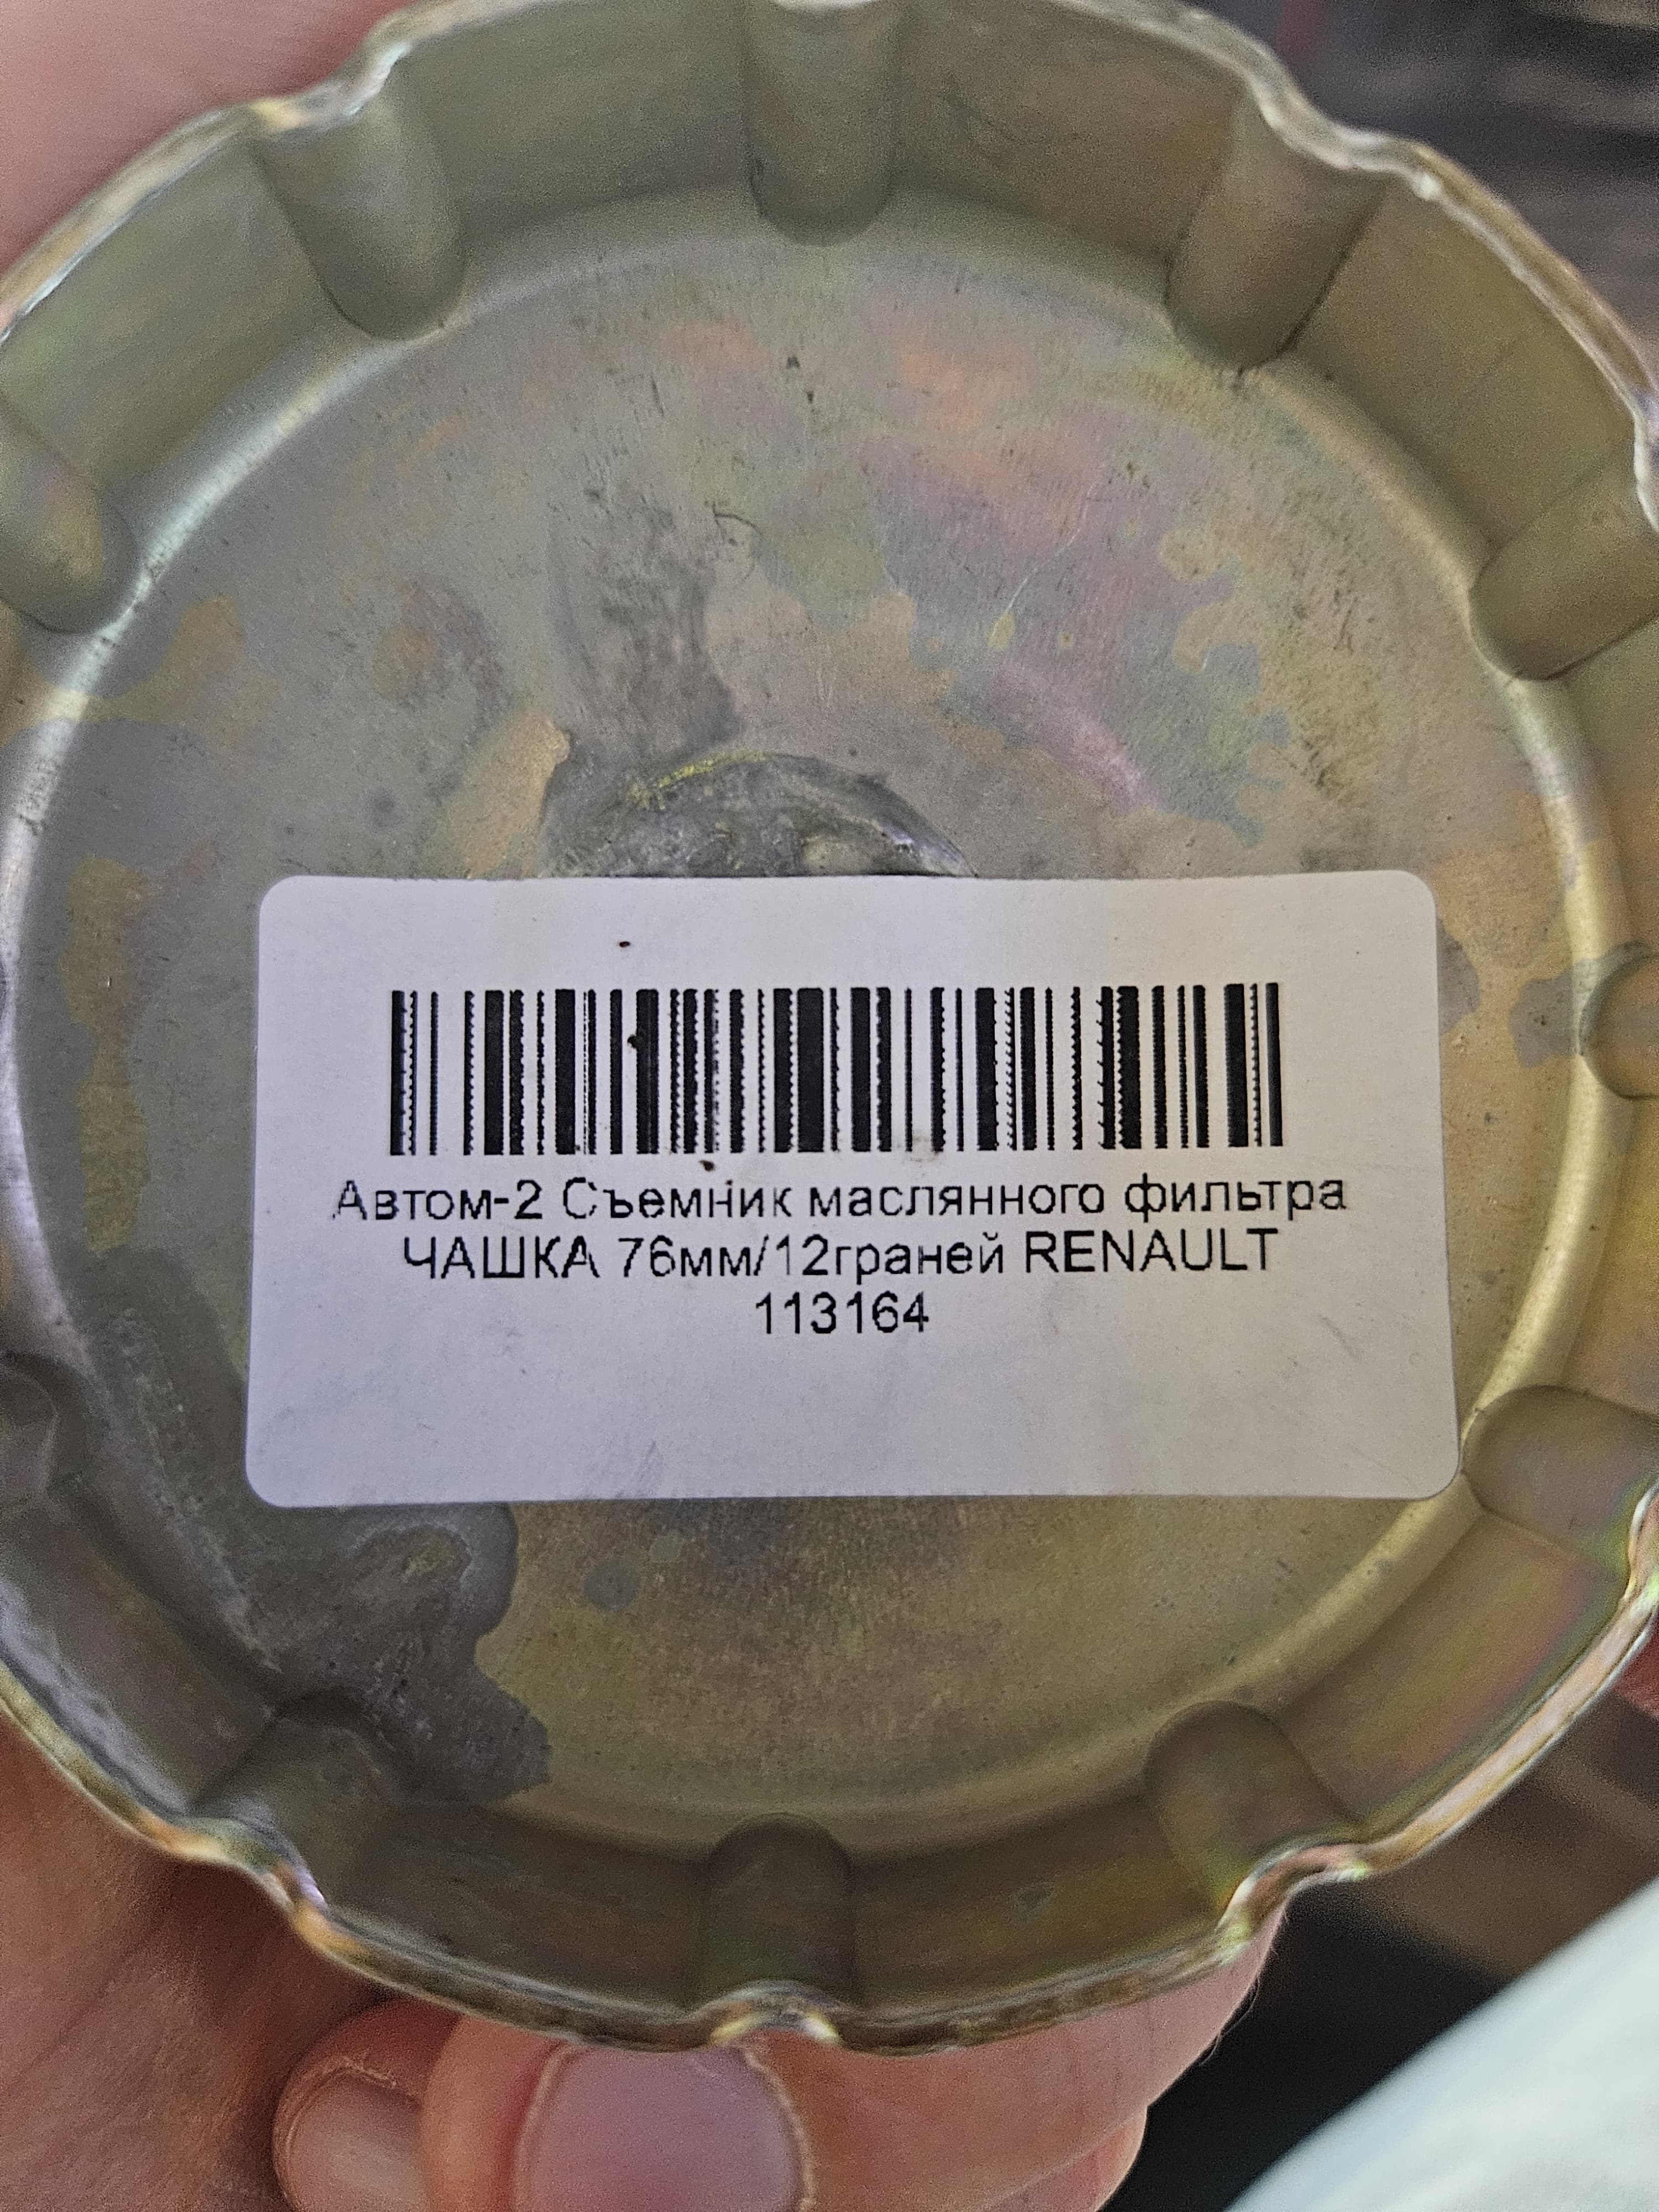 Автом-2 Съемник маслянного фильтра
ЧАШКА 76мм/12граней RENAULT
113164